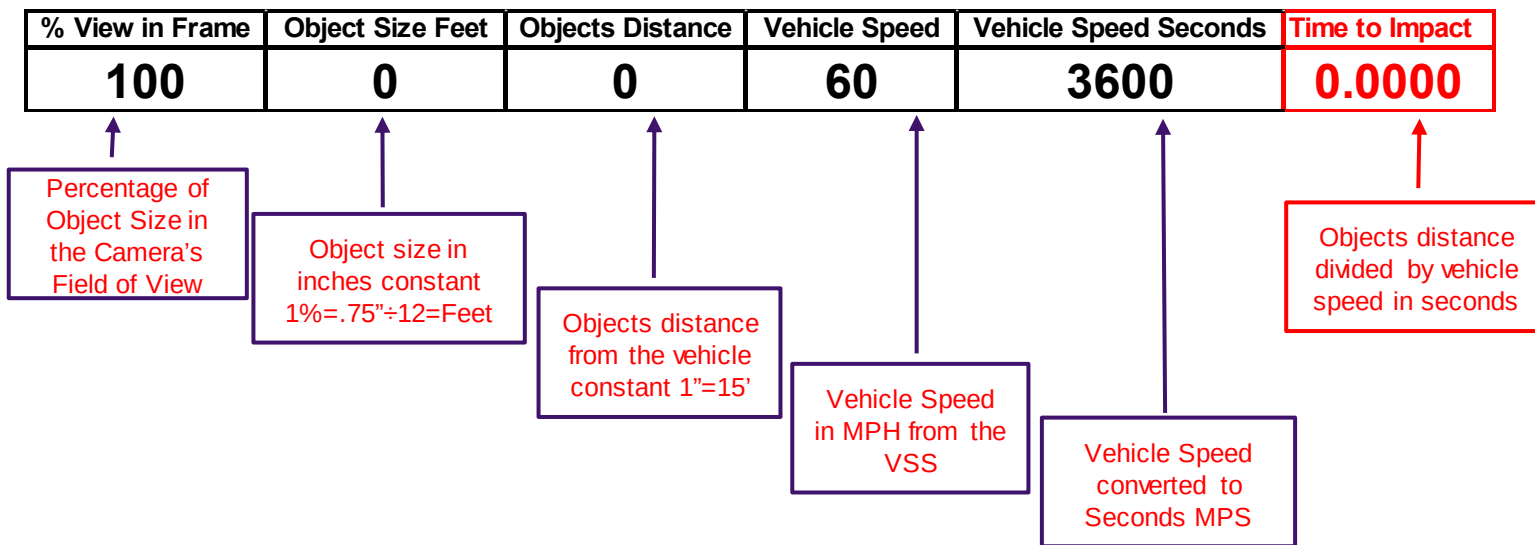 % View in Frame Object Size Feet Objects Distance Vehicle Speed Vehicle Speed Seconds Time to Impact
100 0 0 60 3600 0.0000
Percentage of
Object Size in
the Camera’s
Field of View
Object size in
inches constant
1%=.75”÷12=Feet
Objects distance
from the vehicle
constant 1”=15’
Vehicle Speed
in MPH from the
VSS
Vehicle Speed
converted to
Seconds MPS
Objects distance
divided by vehicle
speed in seconds